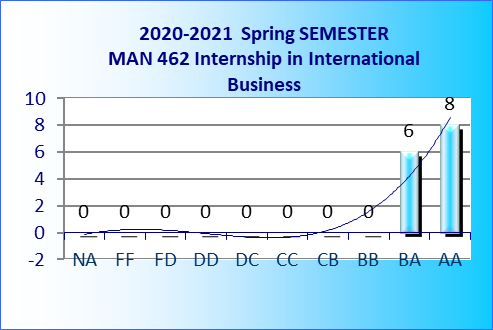 2020-2021  Spring SEMESTER
MAN 462 Internship in International
Business
10
8
6
4
2
0
-2
0 0 0 0 0 0 0 0 6 8
NA FF FD DD DC CC CB BB BA AA